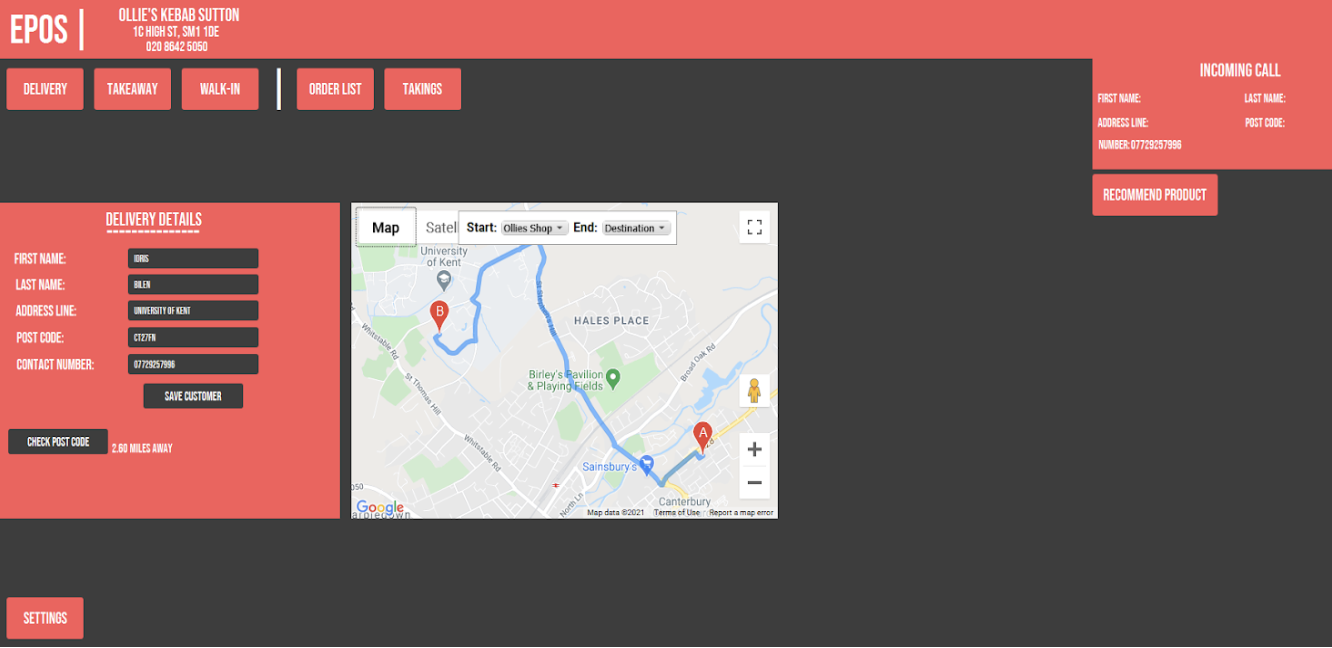 EPOS
OLLIE'S KEBAB SUTTON
1C HIGH ST, SM1 1DE
020 8642 5050
DELIVERY
TAKEAWAY
WALK-IN
ORDER LIST
TAKINGS
INCOMING CALL
FIRST NAME:
LAST NAME:
ADDRESS LINE:
POST CODE:
NUMBER: 07729257996
RECOMMEND PRODUCT
DELIVERY DETAILS
FIRST NAME: IDRIS
LAST NAME: BILEN
ADDRESS LINE: UNIVERSITY OF KENT
POST CODE: CT27FN
CONTACT NUMBER: 07729257996
SAVE CUSTOMER
CHECK POST CODE
2.60 MILES AWAY
Map
Satell
Start: Ollies Shop
End: Destination
University
of Kent
B
HALES PLACE
St Stephen's Hill
Whitstable Rd
Broad Oak Rd
Birley's Pavilion
& Playing Fields
St Thomas Hill
A
Whitstable Rd
Sainsbury's
North Ln
Canterbury
Google
Map data ©2021
Terms of Use
Report a map error
SETTINGS